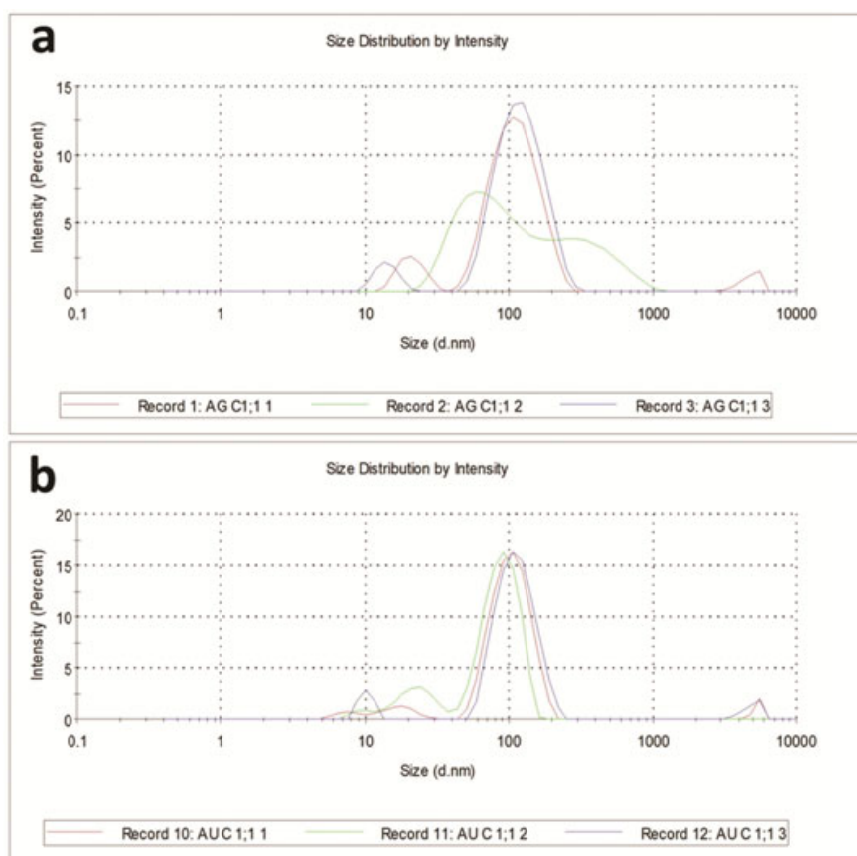 a
Size Distribution by Intensity
15
10
5
0
Intensity (Percent)
0.1 1 10 100 1000 10000
Size (d.nm)
Record 1: AG C1;1 1 Record 2: AG C1;1 2 Record 3: AG C1;1 3
b
Size Distribution by Intensity
20
15
10
5
0
Intensity (Percent)
0.1 1 10 100 1000 10000
Size (d.nm)
Record 10: AU C 1;1 1 Record 11: AU C 1;1 2 Record 12: AU C 1;1 3